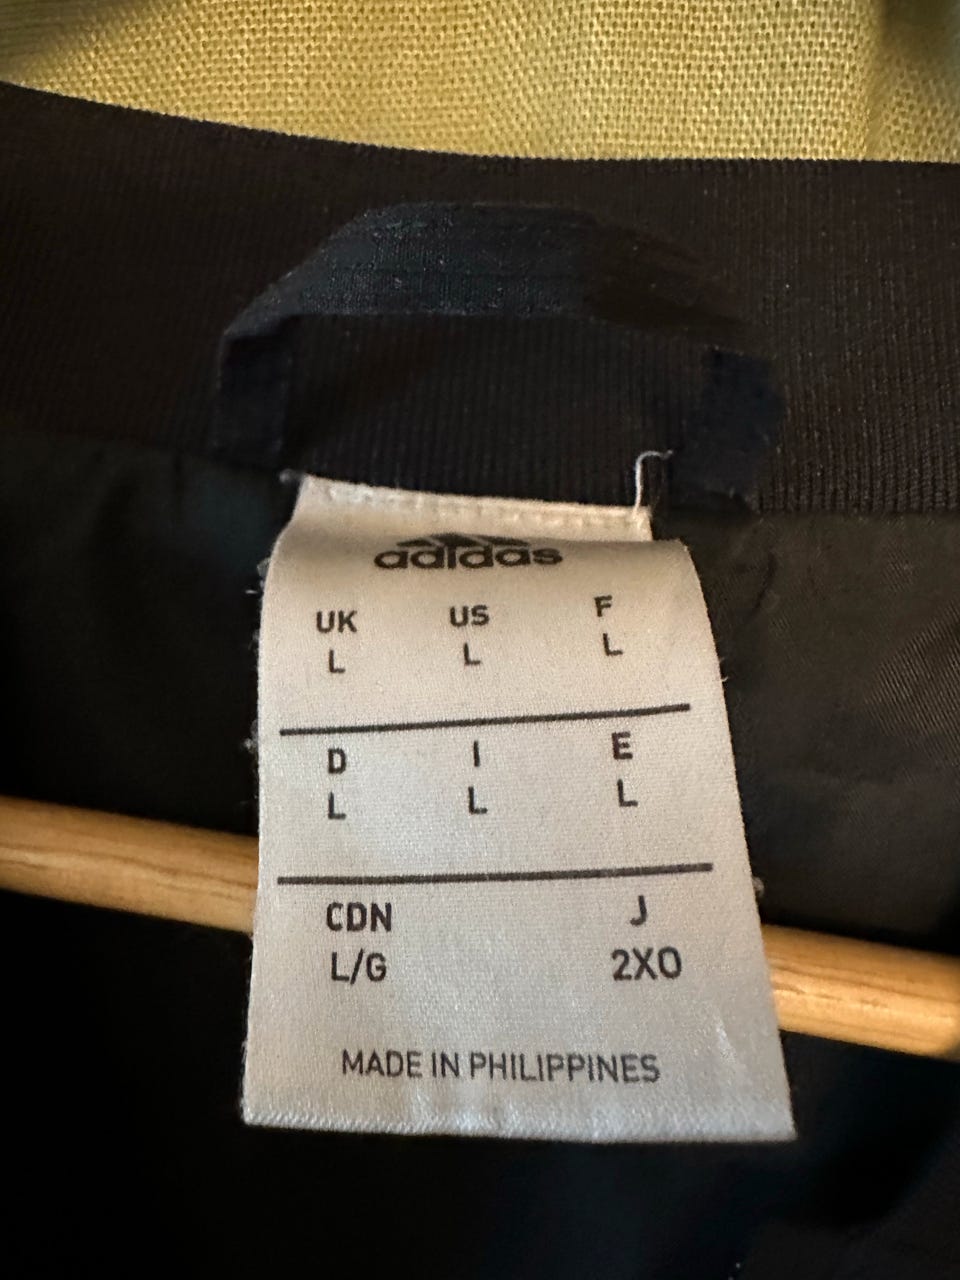 adidas
UK US F
L L L
D I E
L L L
CDN J
L/G 2XO
MADE IN PHILIPPINES